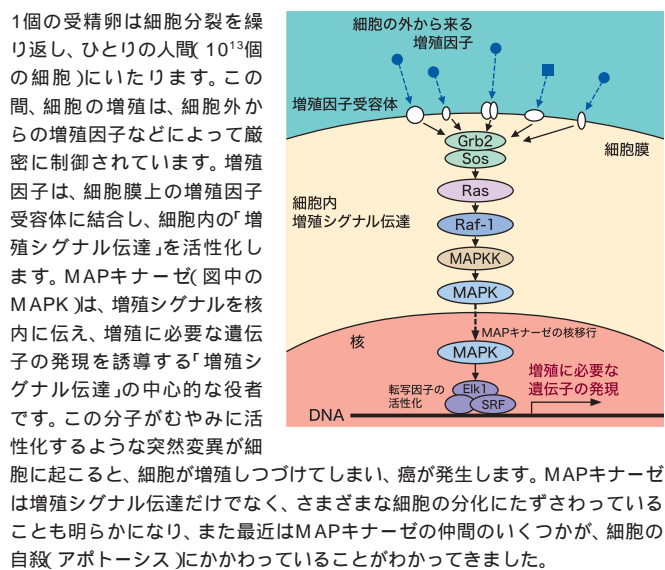 1個の受精卵は細胞分裂を繰
り返し、ひとりの人間(10¹³個
の細胞)にいたります。この
間、細胞の増殖は、細胞外か
らの増殖因子などによって厳
密に制御されています。増殖
因子は、細胞膜上の増殖因子
受容体に結合し、細胞内の｢増
殖シグナル伝達｣を活性化し
ます。MAPキナーゼ(図中の
MAPK)は、増殖シグナルを核
内に伝え、増殖に必要な遺伝
子の発現を誘導する｢増殖シ
グナル伝達｣の中心的な役者
です。この分子がむやみに活
性化するような突然変異が細
胞に起こると、細胞が増殖しつづけてしまい、癌が発生します。MAPキナーゼ
は増殖シグナル伝達だけでなく、さまざまな細胞の分化にたずさわっている
ことも明らかになり、また最近はMAPキナーゼの仲間のいくつかが、細胞の
自殺(アポトーシス)にかかわっていることがわかってきました。
細胞の外から来る
増殖因子
増殖因子受容体
細胞膜
Grb2
Sos
Ras
細胞内
増殖シグナル伝達
Raf-1
MAPKK
MAPK
MAPキナーゼの核移行
核
MAPK
増殖に必要な
遺伝子の発現
転写因子の
活性化
Elk1
SRF
DNA